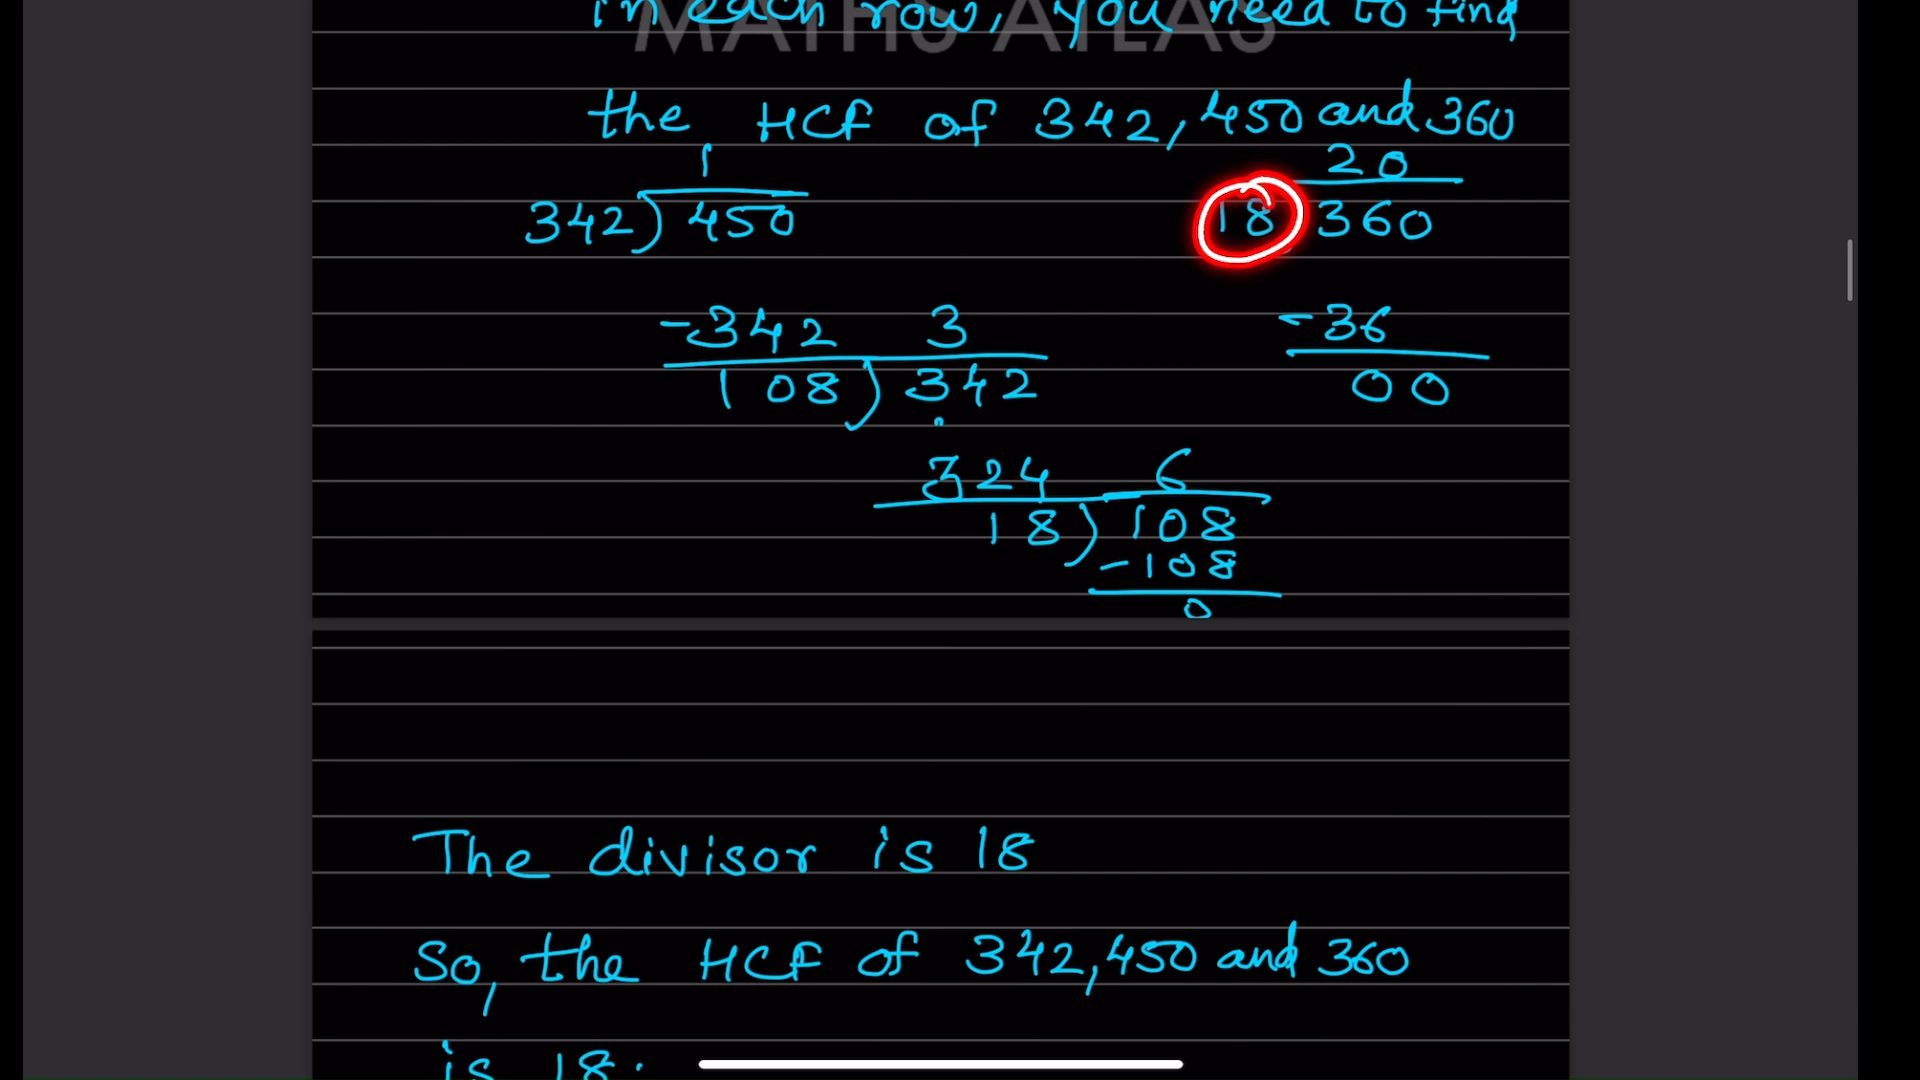 in each row, you need to find
MATHS ATLAS
the HCF of 342, 450 and 360
1
342) 450
-342 3
108) 342
324 6
18) 108
-108
0
20
18 360
-36
00
The divisor is 18
So, the HCF of 342, 450 and 360
is 18.